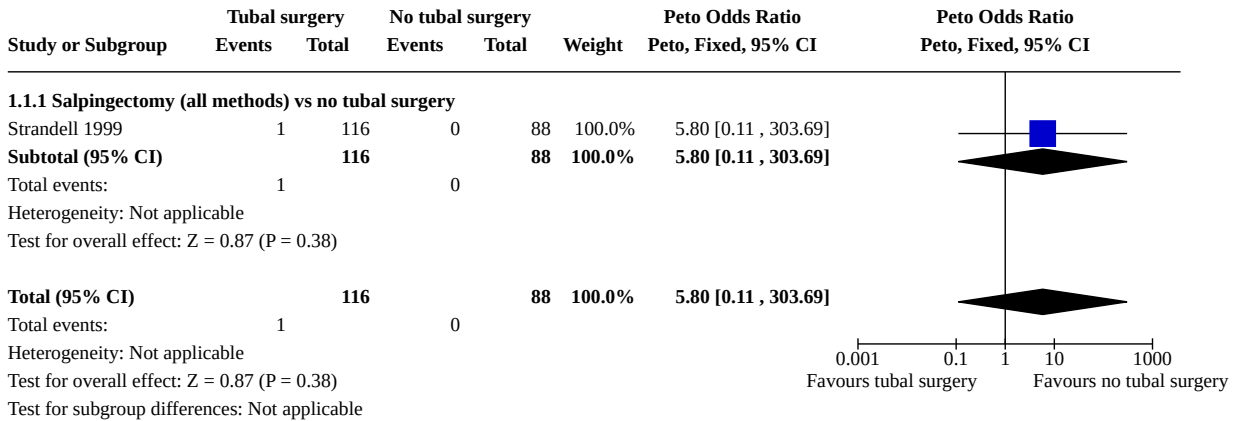 Tubal surgery No tubal surgery Peto Odds Ratio Peto Odds Ratio
Study or Subgroup Events Total Events Total Weight Peto, Fixed, 95% CI Peto, Fixed, 95% CI
1.1.1 Salpingectomy (all methods) vs no tubal surgery
Strandell 1999 1 116 0 88 100.0% 5.80 [0.11 , 303.69]
Subtotal (95% CI) 116 88 100.0% 5.80 [0.11 , 303.69]
Total events: 1 0
Heterogeneity: Not applicable
Test for overall effect: Z = 0.87 (P = 0.38)
Total (95% CI) 116 88 100.0% 5.80 [0.11 , 303.69]
Total events: 1 0
Heterogeneity: Not applicable
0.001 0.1 1 10 1000
Test for overall effect: Z = 0.87 (P = 0.38) Favours tubal surgery Favours no tubal surgery
Test for subgroup differences: Not applicable